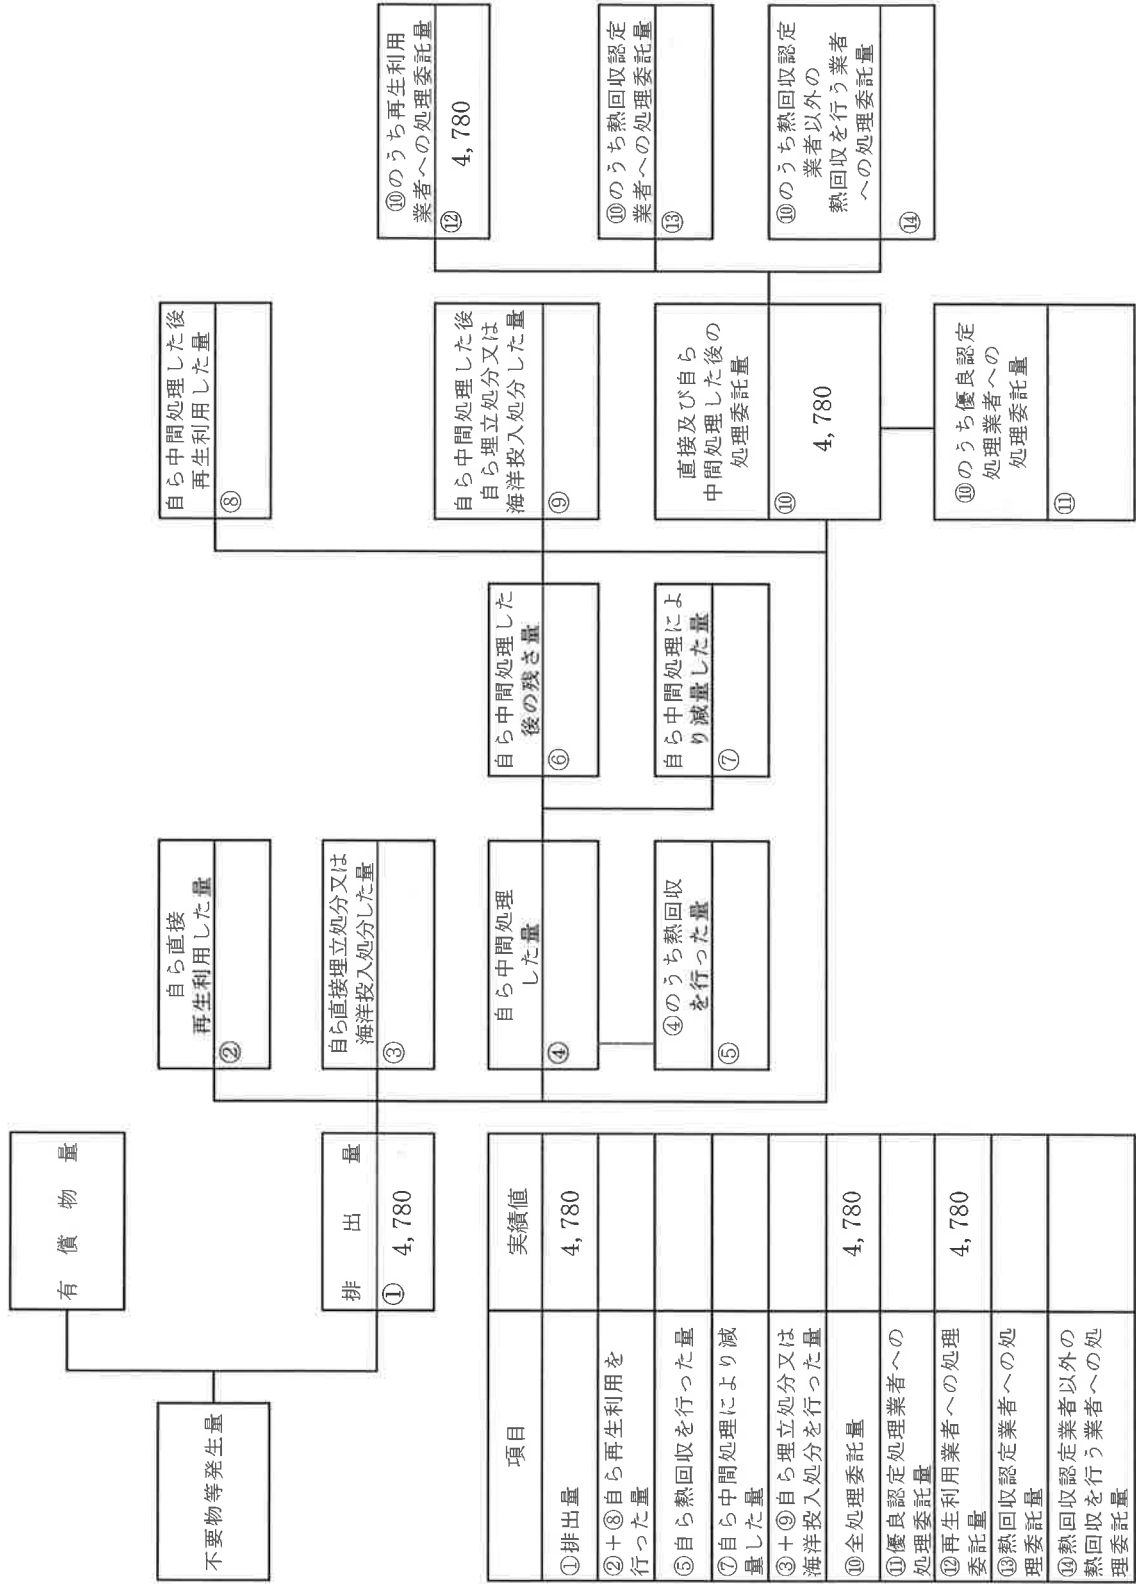 不要物等発生量
有償物量
排出量
① 4,780
自ら直接
再生利用した量
②
自ら直接埋立処分又は
海洋投入処分した量
③
自ら中間処理
した量
④
④のうち熱回収
を行った量
⑤
自ら中間処理した
後の残さ量
⑥
自ら中間処理によ
り減量した量
⑦
自ら中間処理した後
再生利用した量
⑧
自ら中間処理した後
自ら埋立処分又は
海洋投入処分した量
⑨
直接及び自ら
中間処理した後の
処理委託量
⑩
4,780
⑩のうち優良認定
処理業者への
処理委託量
⑪
⑩のうち再生利用
業者への処理委託量
⑫
4,780
⑩のうち熱回収認定
業者への処理委託量
⑬
⑩のうち熱回収認定
業者以外の
熱回収を行う業者
への処理委託量
⑭
項目 実績値
①排出量 4,780
②+⑧自ら再生利用を
行った量
⑤自ら熱回収を行った量
⑦自ら中間処理により減
量した量
③+⑨自ら埋立処分又は
海洋投入処分を行った量
⑩全処理委託量 4,780
⑪優良認定処理業者への
処理委託量
⑫再生利用業者への処理
委託量 4,780
⑬熱回収認定業者への処
理委託量
⑭熱回収認定業者以外の
熱回収を行う業者への処
理委託量